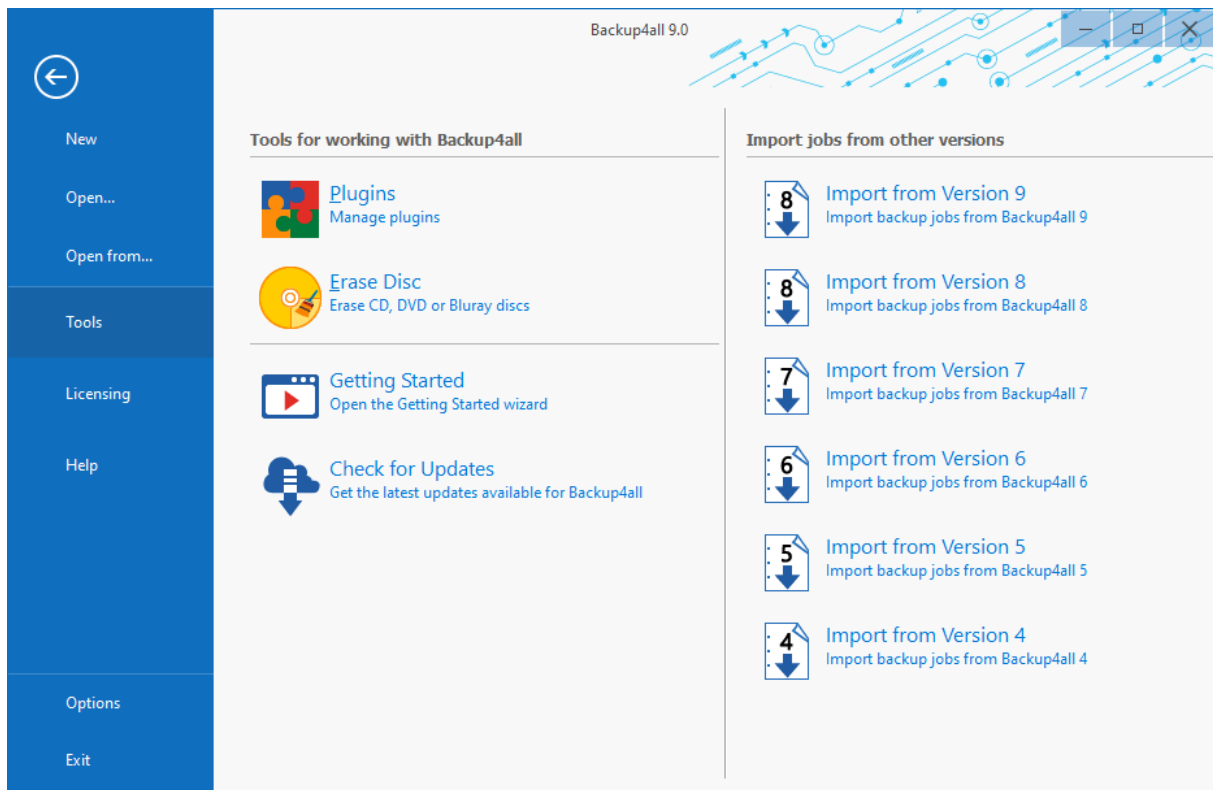 Backup4all 9.0
New
Open...
Open from...
Tools
Licensing
Help
Options
Exit
Tools for working with Backup4all
Plugins
Manage plugins
Erase Disc
Erase CD, DVD or Bluray discs
Getting Started
Open the Getting Started wizard
Check for Updates
Get the latest updates available for Backup4all
Import jobs from other versions
8
Import from Version 9
Import backup jobs from Backup4all 9
8
Import from Version 8
Import backup jobs from Backup4all 8
7
Import from Version 7
Import backup jobs from Backup4all 7
6
Import from Version 6
Import backup jobs from Backup4all 6
5
Import from Version 5
Import backup jobs from Backup4all 5
4
Import from Version 4
Import backup jobs from Backup4all 4